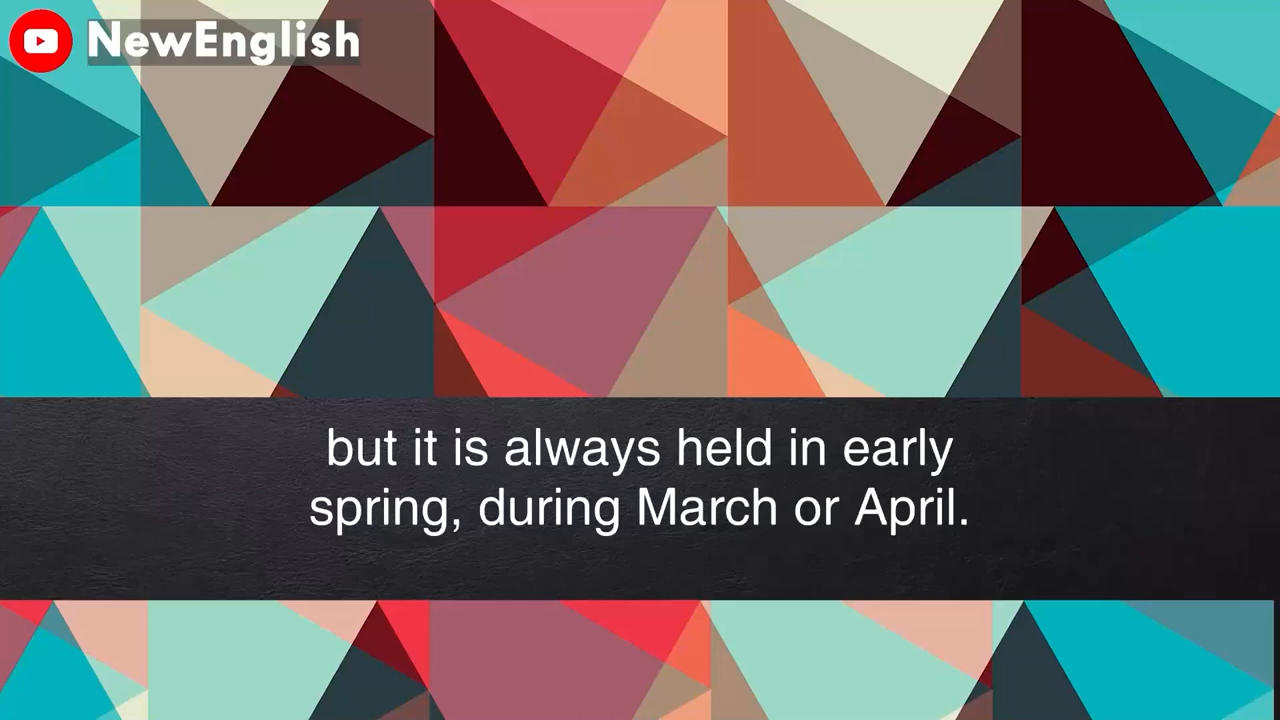 NewEnglish
but it is always held in early
spring, during March or April.